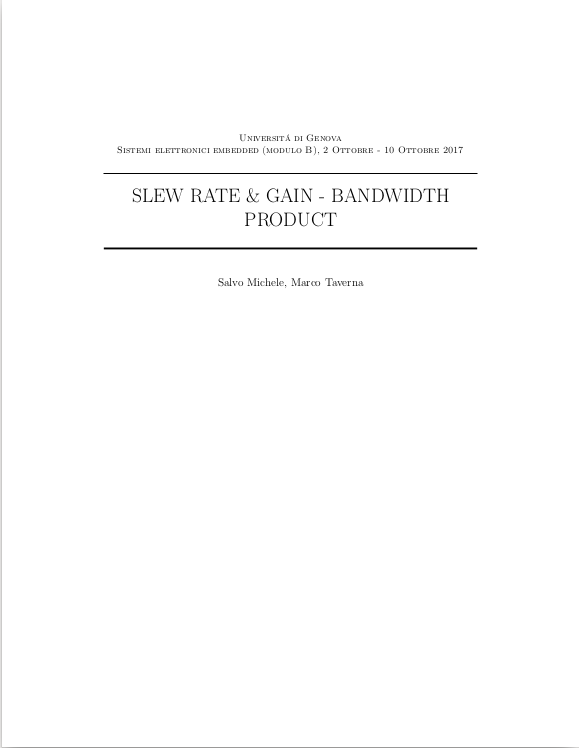 Universitá di Genova
Sistemi elettronici embedded (modulo B), 2 Ottobre - 10 Ottobre 2017
SLEW RATE & GAIN - BANDWIDTH
PRODUCT
Salvo Michele, Marco Taverna